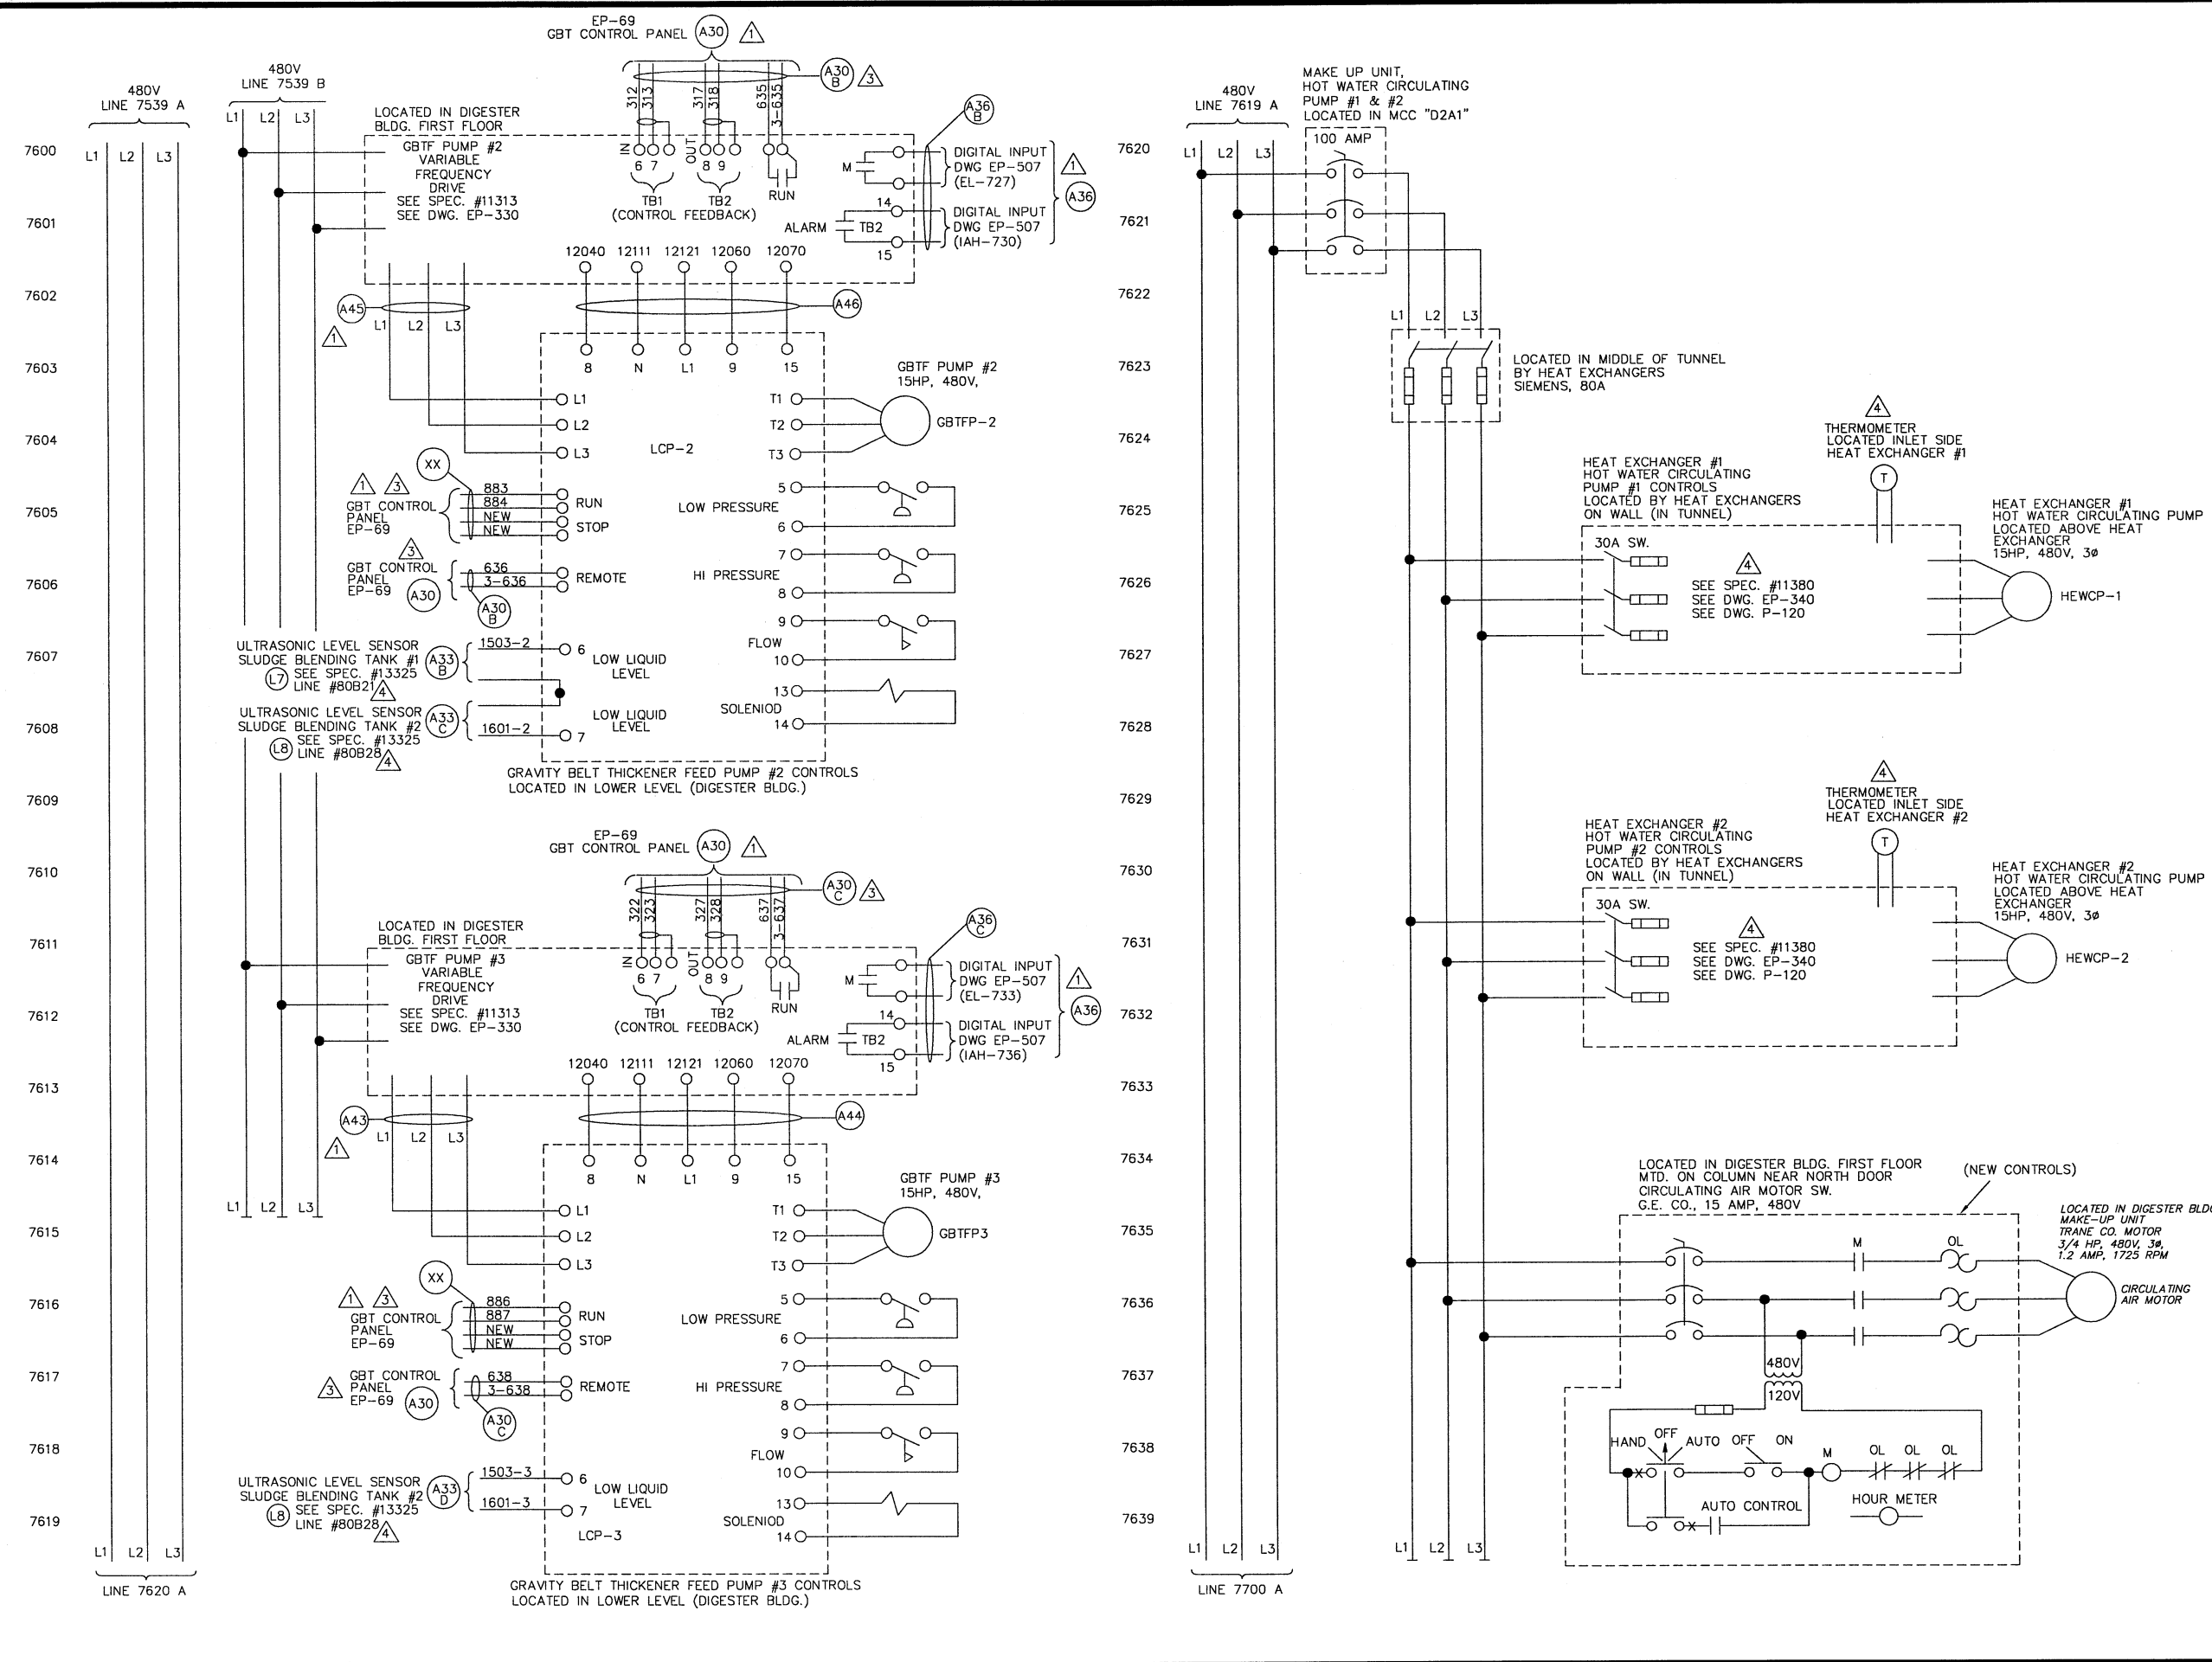 EP-69
GBT CONTROL PANEL
A30
1
A30
B
3
480V
LINE 7539 A
480V
LINE 7539 B
L1
L2
L3
L1
L2
L3
LOCATED IN DIGESTER
BLDG. FIRST FLOOR
GBTF PUMP #2
VARIABLE
FREQUENCY
DRIVE
SEE SPEC. #11313
SEE DWG. EP-330
312
313
317
318
635
3-635
IN
6
7
OUT
8
9
TB1
TB2
(CONTROL FEEDBACK)
RUN
M
ALARM
TB2
14
15
A36
B
DIGITAL INPUT
DWG EP-507
(EL-727)
DIGITAL INPUT
DWG EP-507
(IAH-730)
1
A36
12040
12111
12121
12060
12070
7600
7601
7602
7603
7604
7605
7606
7607
7608
7609
7610
7611
7612
7613
7614
7615
7616
7617
7618
7619
A45
1
L1
L2
L3
A46
8
N
L1
9
15
L1
L2
L3
LCP-2
T1
T2
T3
GBTF PUMP #2
15HP, 480V,
GBTFP-2
XX
1
3
GBT CONTROL
PANEL
EP-69
883
884
NEW
NEW
RUN
STOP
3
GBT CONTROL
PANEL
EP-69
A30
636
3-636
A30
B
REMOTE
5
LOW PRESSURE
6
7
HI PRESSURE
8
9
FLOW
10
13
SOLENIOD
14
ULTRASONIC LEVEL SENSOR
SLUDGE BLENDING TANK #1
L7
SEE SPEC. #13325
LINE #80B21
4
A33
B
1503-2
6
LOW LIQUID
LEVEL
ULTRASONIC LEVEL SENSOR
SLUDGE BLENDING TANK #2
L8
SEE SPEC. #13325
LINE #80B28
4
A33
C
1601-2
7
LOW LIQUID
LEVEL
GRAVITY BELT THICKENER FEED PUMP #2 CONTROLS
LOCATED IN LOWER LEVEL (DIGESTER BLDG.)
EP-69
GBT CONTROL PANEL
A30
1
A30
C
3
LOCATED IN DIGESTER
BLDG. FIRST FLOOR
GBTF PUMP #3
VARIABLE
FREQUENCY
DRIVE
SEE SPEC. #11313
SEE DWG. EP-330
322
323
327
328
637
3-637
IN
6
7
OUT
8
9
TB1
TB2
(CONTROL FEEDBACK)
RUN
M
ALARM
TB2
14
15
A36
C
DIGITAL INPUT
DWG EP-507
(EL-733)
DIGITAL INPUT
DWG EP-507
(IAH-736)
1
A36
12040
12111
12121
12060
12070
A43
1
L1
L2
L3
A44
8
N
L1
9
15
L1
L2
L3
L1
L2
L3
T1
T2
T3
GBTF PUMP #3
15HP, 480V,
GBTFP3
XX
1
3
GBT CONTROL
PANEL
EP-69
886
887
NEW
NEW
RUN
STOP
3
GBT CONTROL
PANEL
EP-69
A30
638
3-638
A30
C
REMOTE
5
LOW PRESSURE
6
7
HI PRESSURE
8
9
FLOW
10
13
SOLENIOD
14
ULTRASONIC LEVEL SENSOR
SLUDGE BLENDING TANK #2
L8
SEE SPEC. #13325
LINE #80B28
4
A33
D
1503-3
6
1601-3
7
LOW LIQUID
LEVEL
LCP-3
L1
L2
L3
LINE 7620 A
GRAVITY BELT THICKENER FEED PUMP #3 CONTROLS
LOCATED IN LOWER LEVEL (DIGESTER BLDG.)
480V
LINE 7619 A
L1
L2
L3
MAKE UP UNIT,
HOT WATER CIRCULATING
PUMP #1 & #2
LOCATED IN MCC "D2A1"
100 AMP
7620
7621
7622
7623
7624
7625
7626
7627
7628
7629
7630
7631
7632
7633
7634
7635
7636
7637
7638
7639
L1
L2
L3
LOCATED IN MIDDLE OF TUNNEL
BY HEAT EXCHANGERS
SIEMENS, 80A
4
THERMOMETER
LOCATED INLET SIDE
HEAT EXCHANGER #1
T
HEAT EXCHANGER #1
HOT WATER CIRCULATING
PUMP #1 CONTROLS
LOCATED BY HEAT EXCHANGERS
ON WALL (IN TUNNEL)
30A SW.
4
SEE SPEC. #11380
SEE DWG. EP-340
SEE DWG. P-120
HEAT EXCHANGER #1
HOT WATER CIRCULATING PUMP
LOCATED ABOVE HEAT
EXCHANGER
15HP, 480V, 3ø
HEWCP-1
4
THERMOMETER
LOCATED INLET SIDE
HEAT EXCHANGER #2
T
HEAT EXCHANGER #2
HOT WATER CIRCULATING
PUMP #2 CONTROLS
LOCATED BY HEAT EXCHANGERS
ON WALL (IN TUNNEL)
30A SW.
4
SEE SPEC. #11380
SEE DWG. EP-340
SEE DWG. P-120
HEAT EXCHANGER #2
HOT WATER CIRCULATING PUMP
LOCATED ABOVE HEAT
EXCHANGER
15HP, 480V, 3ø
HEWCP-2
LOCATED IN DIGESTER BLDG. FIRST FLOOR
MTD. ON COLUMN NEAR NORTH DOOR
CIRCULATING AIR MOTOR SW.
G.E. CO., 15 AMP, 480V
(NEW CONTROLS)
LOCATED IN DIGESTER BLDG
MAKE-UP UNIT
TRANE CO. MOTOR
3/4 HP, 480V, 3ø,
1.2 AMP, 1725 RPM
M
OL
CIRCULATING
AIR MOTOR
480V
120V
HAND
OFF
AUTO
OFF
ON
M
OL
OL
OL
AUTO CONTROL
HOUR METER
X
X
L1
L2
L3
L1
L2
L3
LINE 7700 A